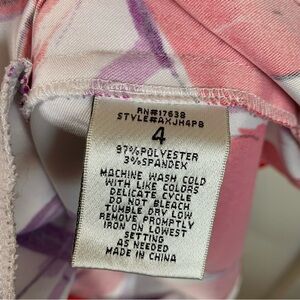 RN#17638
STYLE#AXJH4P8
4
97%POLYESTER
3%SPANDEX
MACHINE WASH COLD
WITH LIKE COLORS
DELICATE CYCLE
DO NOT BLEACH
TUMBLE DRY LOW
REMOVE PROMPTLY
IRON ON LOWEST
SETTING
AS NEEDED
MADE IN CHINA